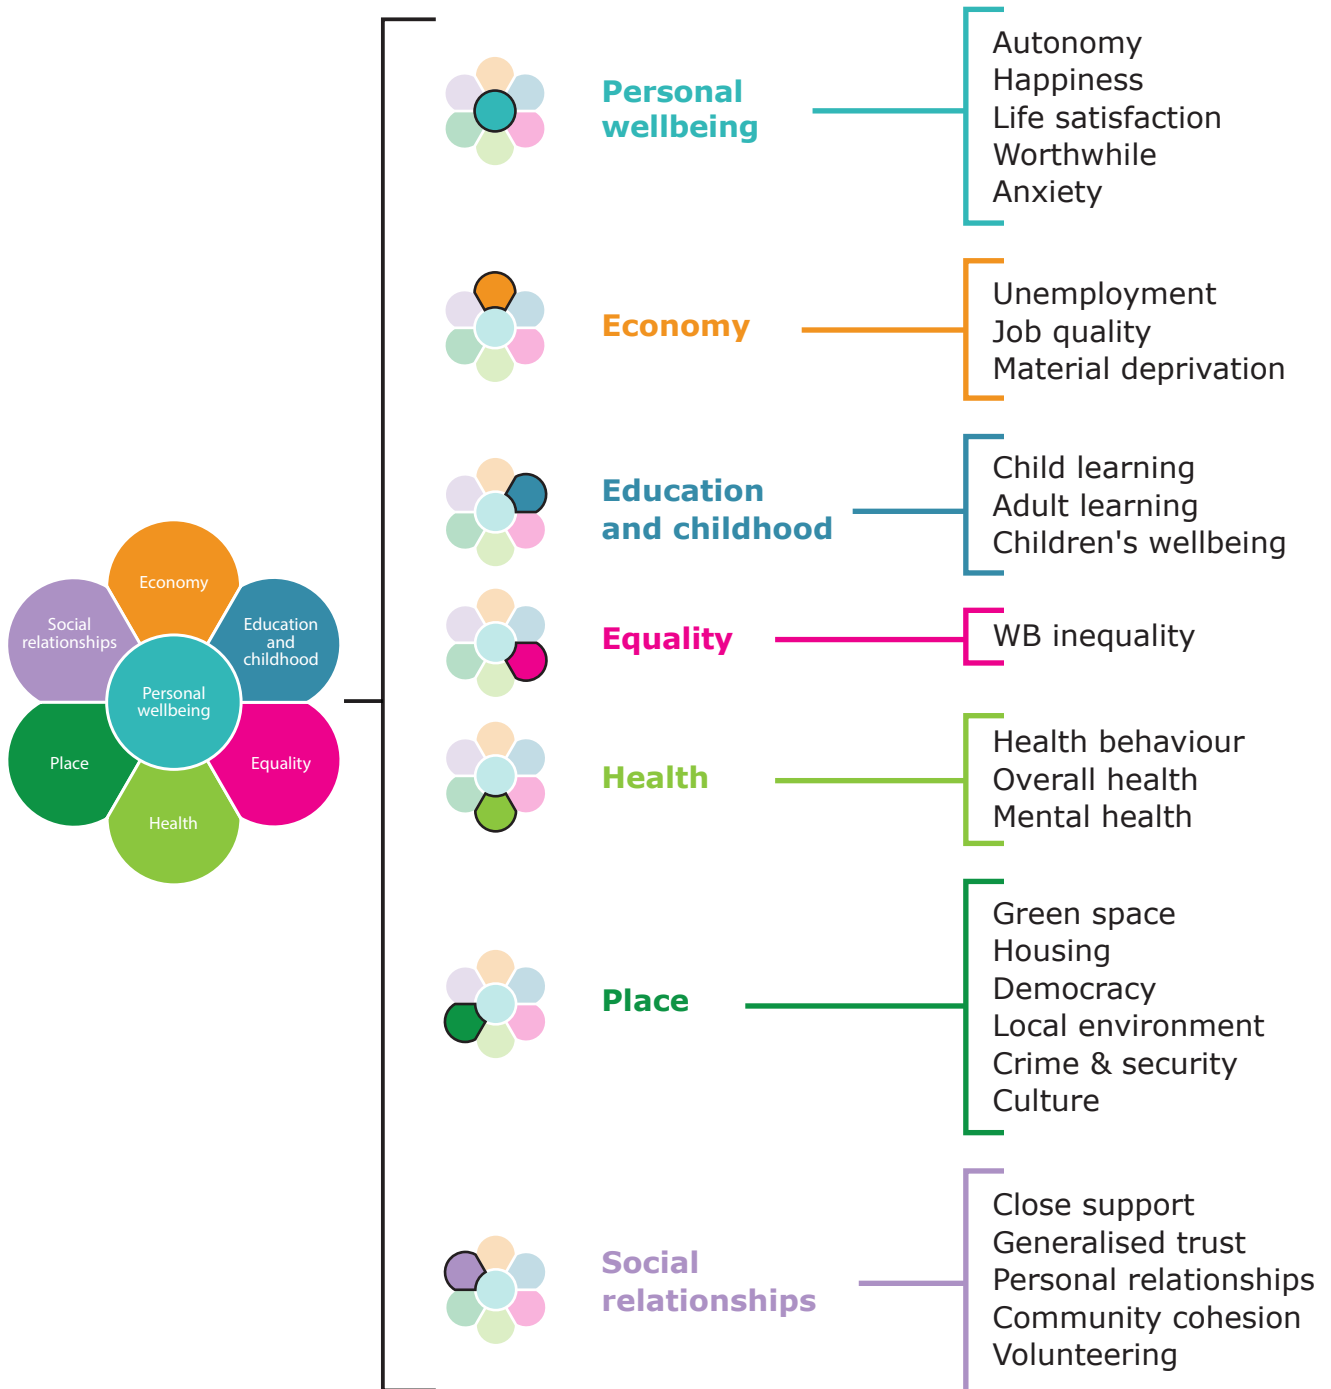 Economy
Social
relationships
Education
and
childhood
Personal
wellbeing
Place
Equality
Health
Personal
wellbeing
Autonomy
Happiness
Life satisfaction
Worthwhile
Anxiety
Economy
Unemployment
Job quality
Material deprivation
Education
and childhood
Child learning
Adult learning
Children's wellbeing
Equality
WB inequality
Health
Health behaviour
Overall health
Mental health
Place
Green space
Housing
Democracy
Local environment
Crime & security
Culture
Social
relationships
Close support
Generalised trust
Personal relationships
Community cohesion
Volunteering